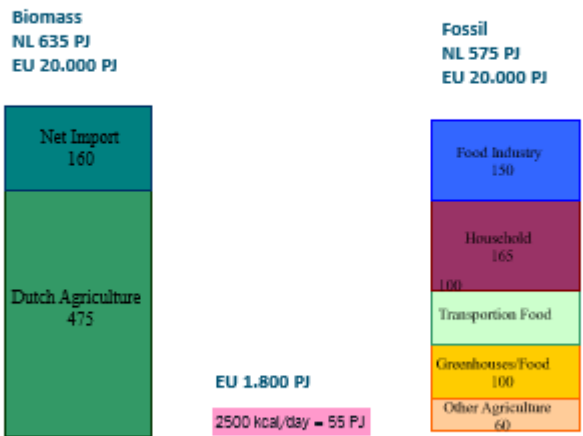 Biomass
NL 635 PJ
EU 20.000 PJ
Net Import
160
Dutch Agriculture
475
EU 1.800 PJ
2500 kcal/day = 55 PJ
Fossil
NL 575 PJ
EU 20.000 PJ
Food Industry
150
Household
165
100
Transportion Food
Greenhouses/Food
100
Other Agriculture
60